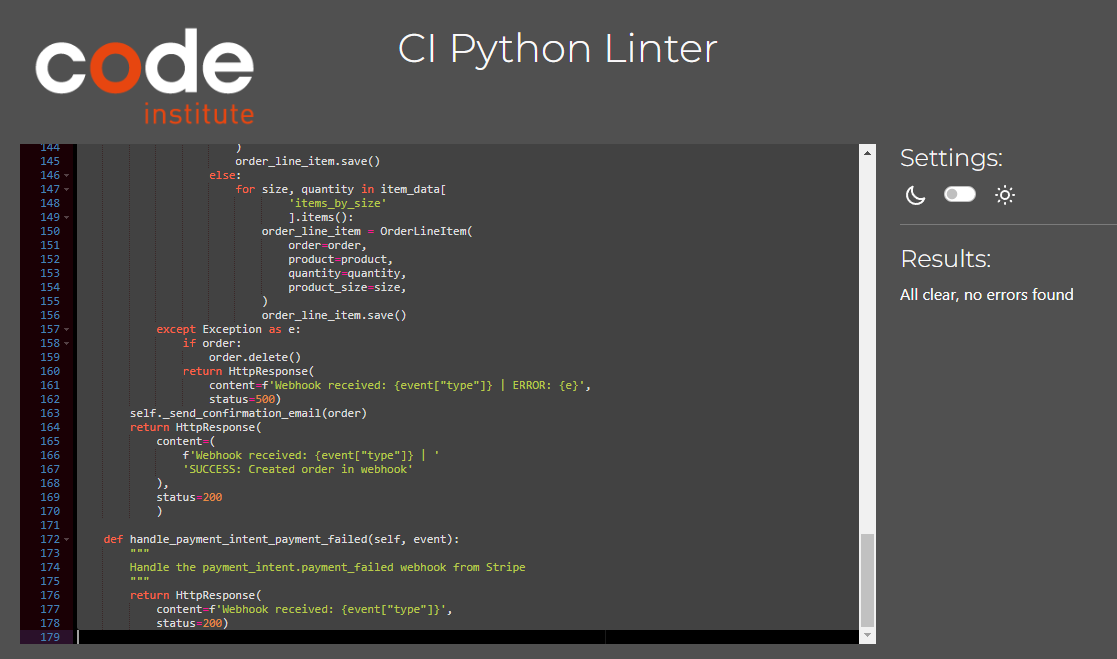 code
institute
CI Python Linter
144 )
145 order_line_item.save()
146 else:
147 for size, quantity in item_data[
148 'items_by_size'
149 ].items():
150 order_line_item = OrderLineItem(
151 order=order,
152 product=product,
153 quantity=quantity,
154 product_size=size,
155 )
156 order_line_item.save()
157 except Exception as e:
158 if order:
159 order.delete()
160 return HttpResponse(
161 content=f'Webhook received: {event["type"]} | ERROR: {e}',
162 status=500)
163 self._send_confirmation_email(order)
164 return HttpResponse(
165 content=(
166 f'Webhook received: {event["type"]} | '
167 'SUCCESS: Created order in webhook'
168 ),
169 status=200
170 )
171
172 def handle_payment_intent_payment_failed(self, event):
173 """
174 Handle the payment_intent.payment_failed webhook from Stripe
175 """
176 return HttpResponse(
177 content=f'Webhook received: {event["type"]}',
178 status=200)
179
Settings:
Results:
All clear, no errors found